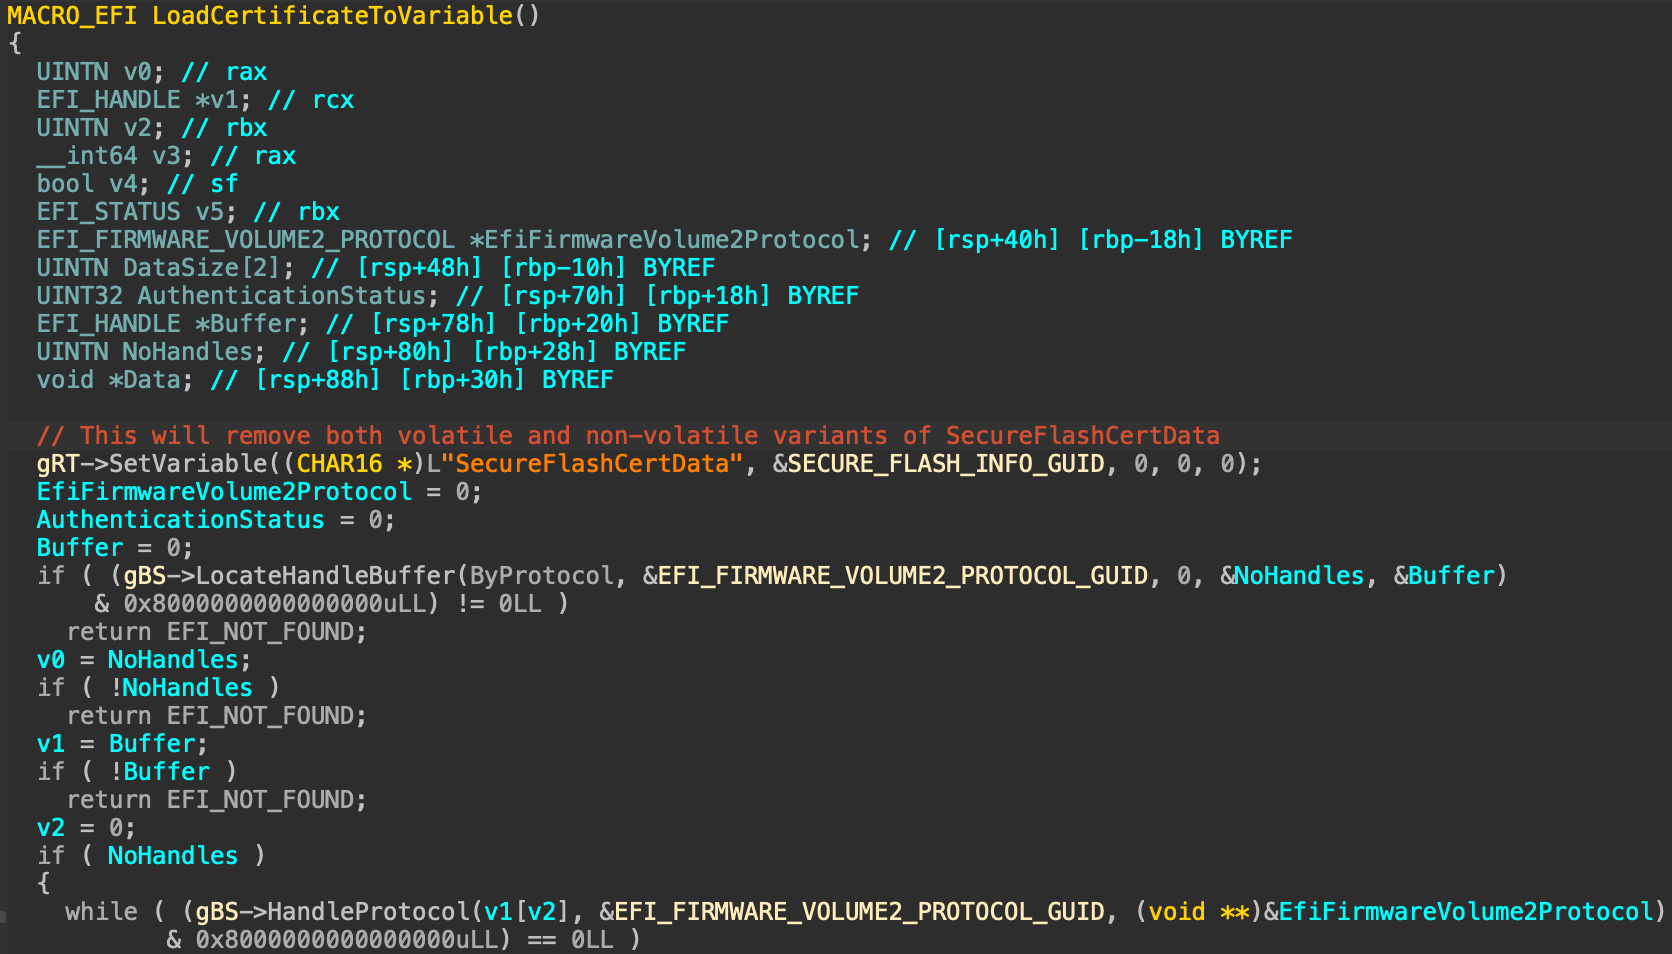 MACRO_EFI LoadCertificateToVariable()
{
  UINTN v0; // rax
  EFI_HANDLE *v1; // rcx
  UINTN v2; // rbx
  __int64 v3; // rax
  bool v4; // sf
  EFI_STATUS v5; // rbx
  EFI_FIRMWARE_VOLUME2_PROTOCOL *EfiFirmwareVolume2Protocol; // [rsp+40h] [rbp-18h] BYREF
  UINTN DataSize[2]; // [rsp+48h] [rbp-10h] BYREF
  UINT32 AuthenticationStatus; // [rsp+70h] [rbp+18h] BYREF
  EFI_HANDLE *Buffer; // [rsp+78h] [rbp+20h] BYREF
  UINTN NoHandles; // [rsp+80h] [rbp+28h] BYREF
  void *Data; // [rsp+88h] [rbp+30h] BYREF

  // This will remove both volatile and non-volatile variants of SecureFlashCertData
  gRT->SetVariable((CHAR16 *)L"SecureFlashCertData", &SECURE_FLASH_INFO_GUID, 0, 0, 0);
  EfiFirmwareVolume2Protocol = 0;
  AuthenticationStatus = 0;
  Buffer = 0;
  if ( (gBS->LocateHandleBuffer(ByProtocol, &EFI_FIRMWARE_VOLUME2_PROTOCOL_GUID, 0, &NoHandles, &Buffer)
      & 0x8000000000000000uLL) != 0LL )
    return EFI_NOT_FOUND;
  v0 = NoHandles;
  if ( !NoHandles )
    return EFI_NOT_FOUND;
  v1 = Buffer;
  if ( !Buffer )
    return EFI_NOT_FOUND;
  v2 = 0;
  if ( NoHandles )
  {
    while ( (gBS->HandleProtocol(v1[v2], &EFI_FIRMWARE_VOLUME2_PROTOCOL_GUID, (void **)&EfiFirmwareVolume2Protocol)
           & 0x8000000000000000uLL) == 0LL )